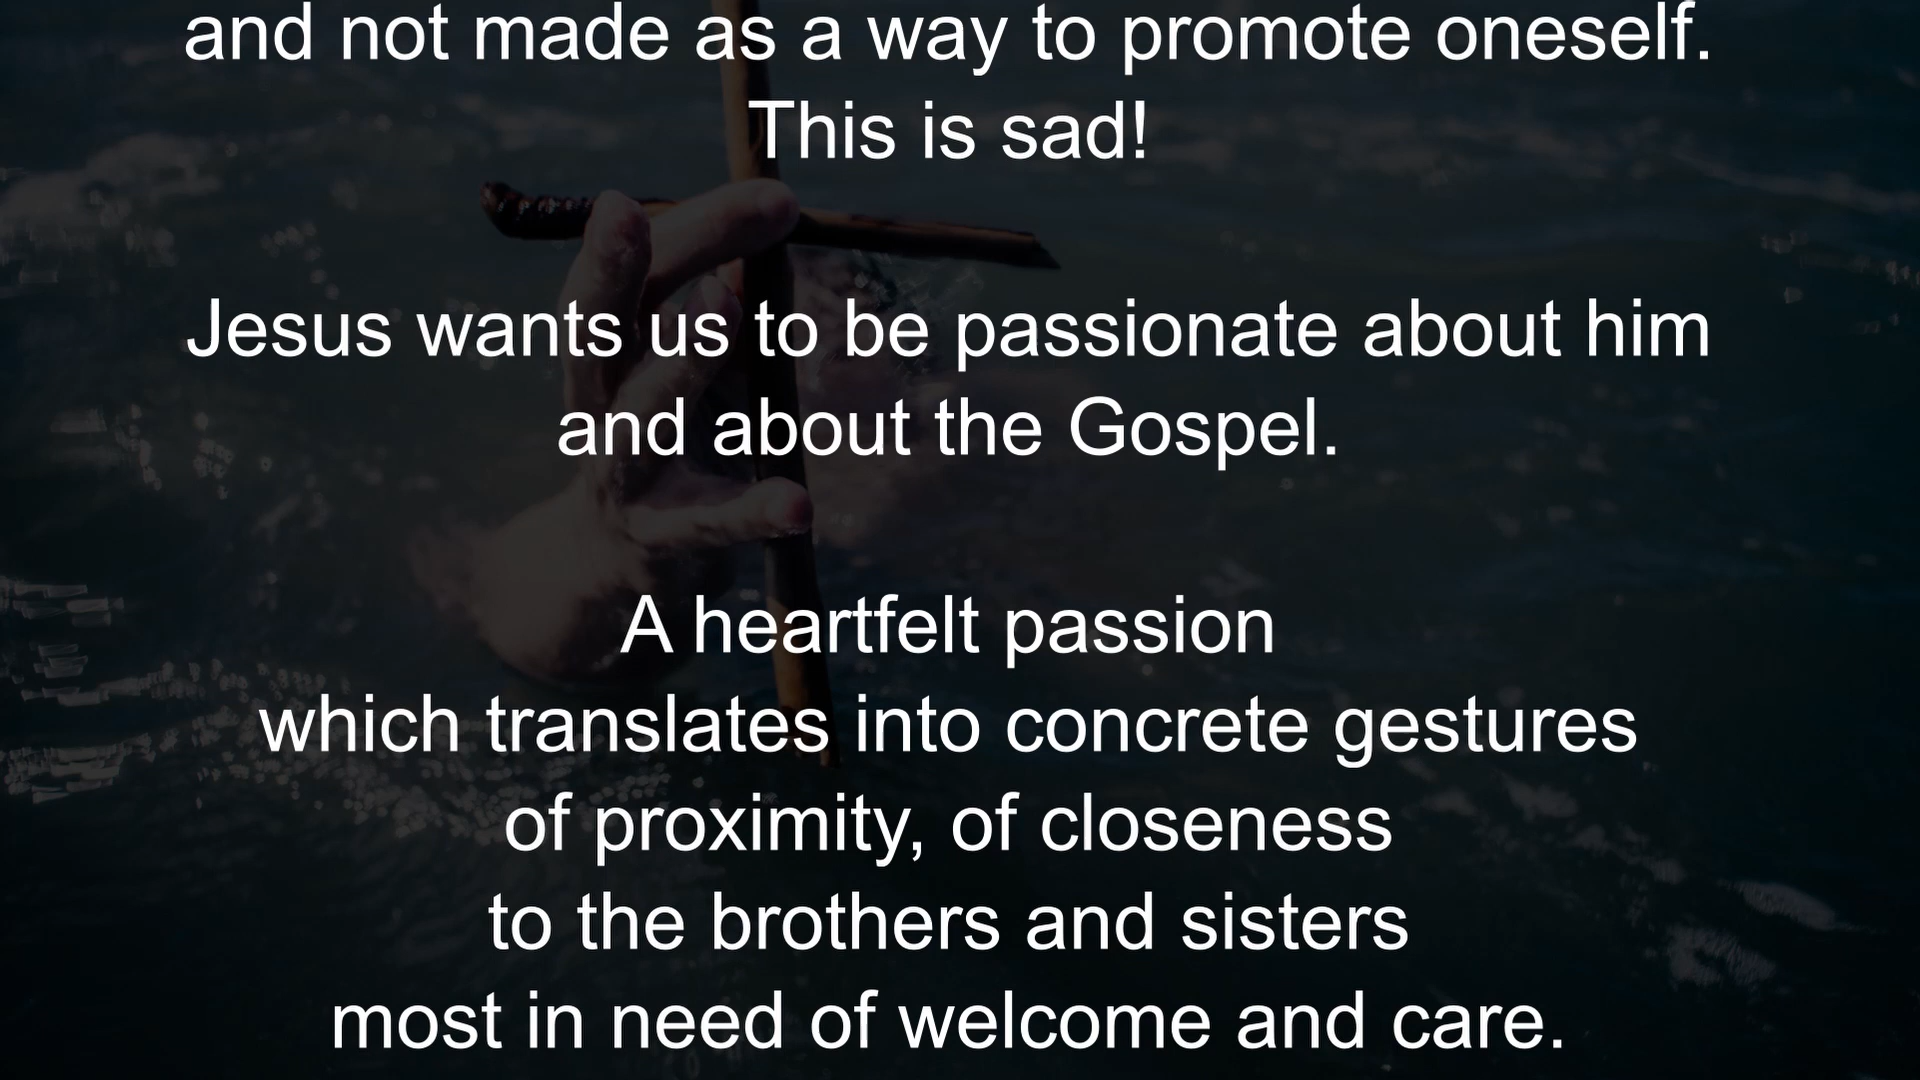 and not made as a way to promote oneself.
This is sad!
Jesus wants us to be passionate about him
and about the Gospel.
A heartfelt passion
which translates into concrete gestures
of proximity, of closeness
to the brothers and sisters
most in need of welcome and care.